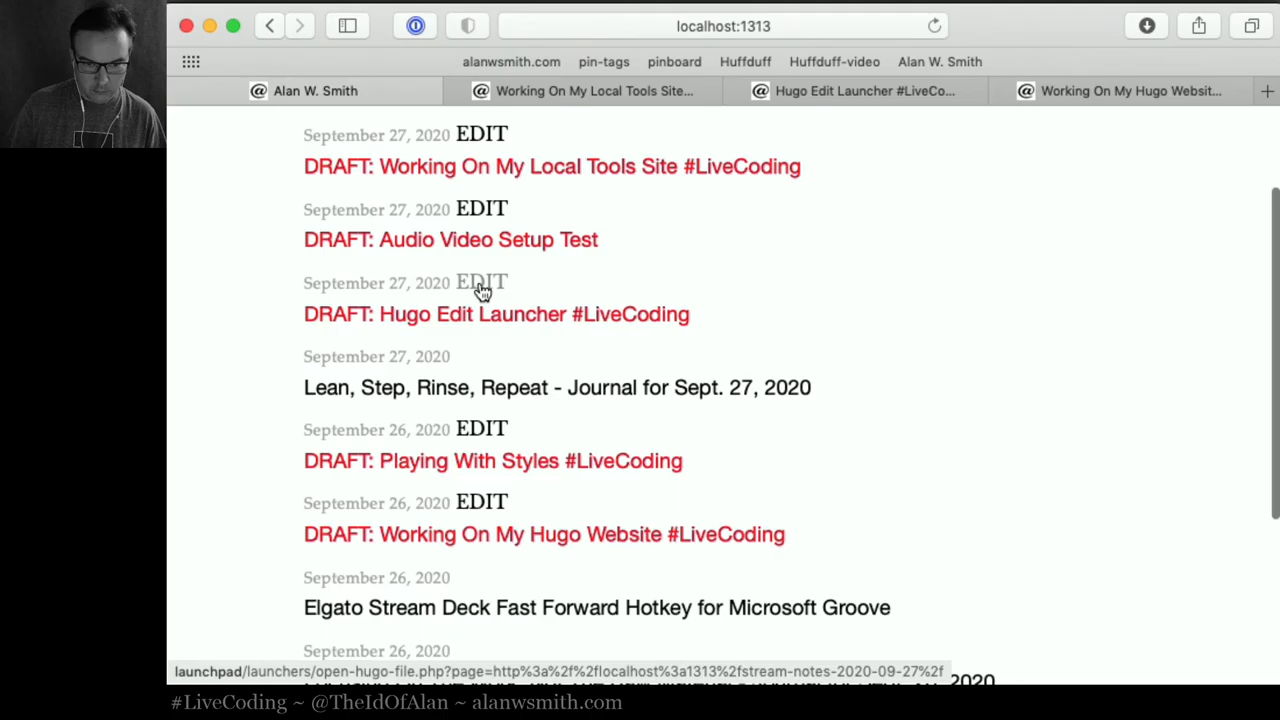 localhost:1313
alanwsmith.com pin-tags pinboard Huffduff Huffduff-video Alan W. Smith
@ Alan W. Smith @ Working On My Local Tools Site... @ Hugo Edit Launcher #LiveCo... @ Working On My Hugo Websit...
September 27, 2020 EDIT
DRAFT: Working On My Local Tools Site #LiveCoding
September 27, 2020 EDIT
DRAFT: Audio Video Setup Test
September 27, 2020 EDIT
DRAFT: Hugo Edit Launcher #LiveCoding
September 27, 2020
Lean, Step, Rinse, Repeat - Journal for Sept. 27, 2020
September 26, 2020 EDIT
DRAFT: Playing With Styles #LiveCoding
September 26, 2020 EDIT
DRAFT: Working On My Hugo Website #LiveCoding
September 26, 2020
Elgato Stream Deck Fast Forward Hotkey for Microsoft Groove
September 26, 2020
launchpad/launchers/open-hugo-file.php?page=http%3a%2f%2flocalhost%3a1313%2fstream-notes-2020-09-27%2f
2020
#LiveCoding ~ @TheIdOfAlan ~ alanwsmith.com